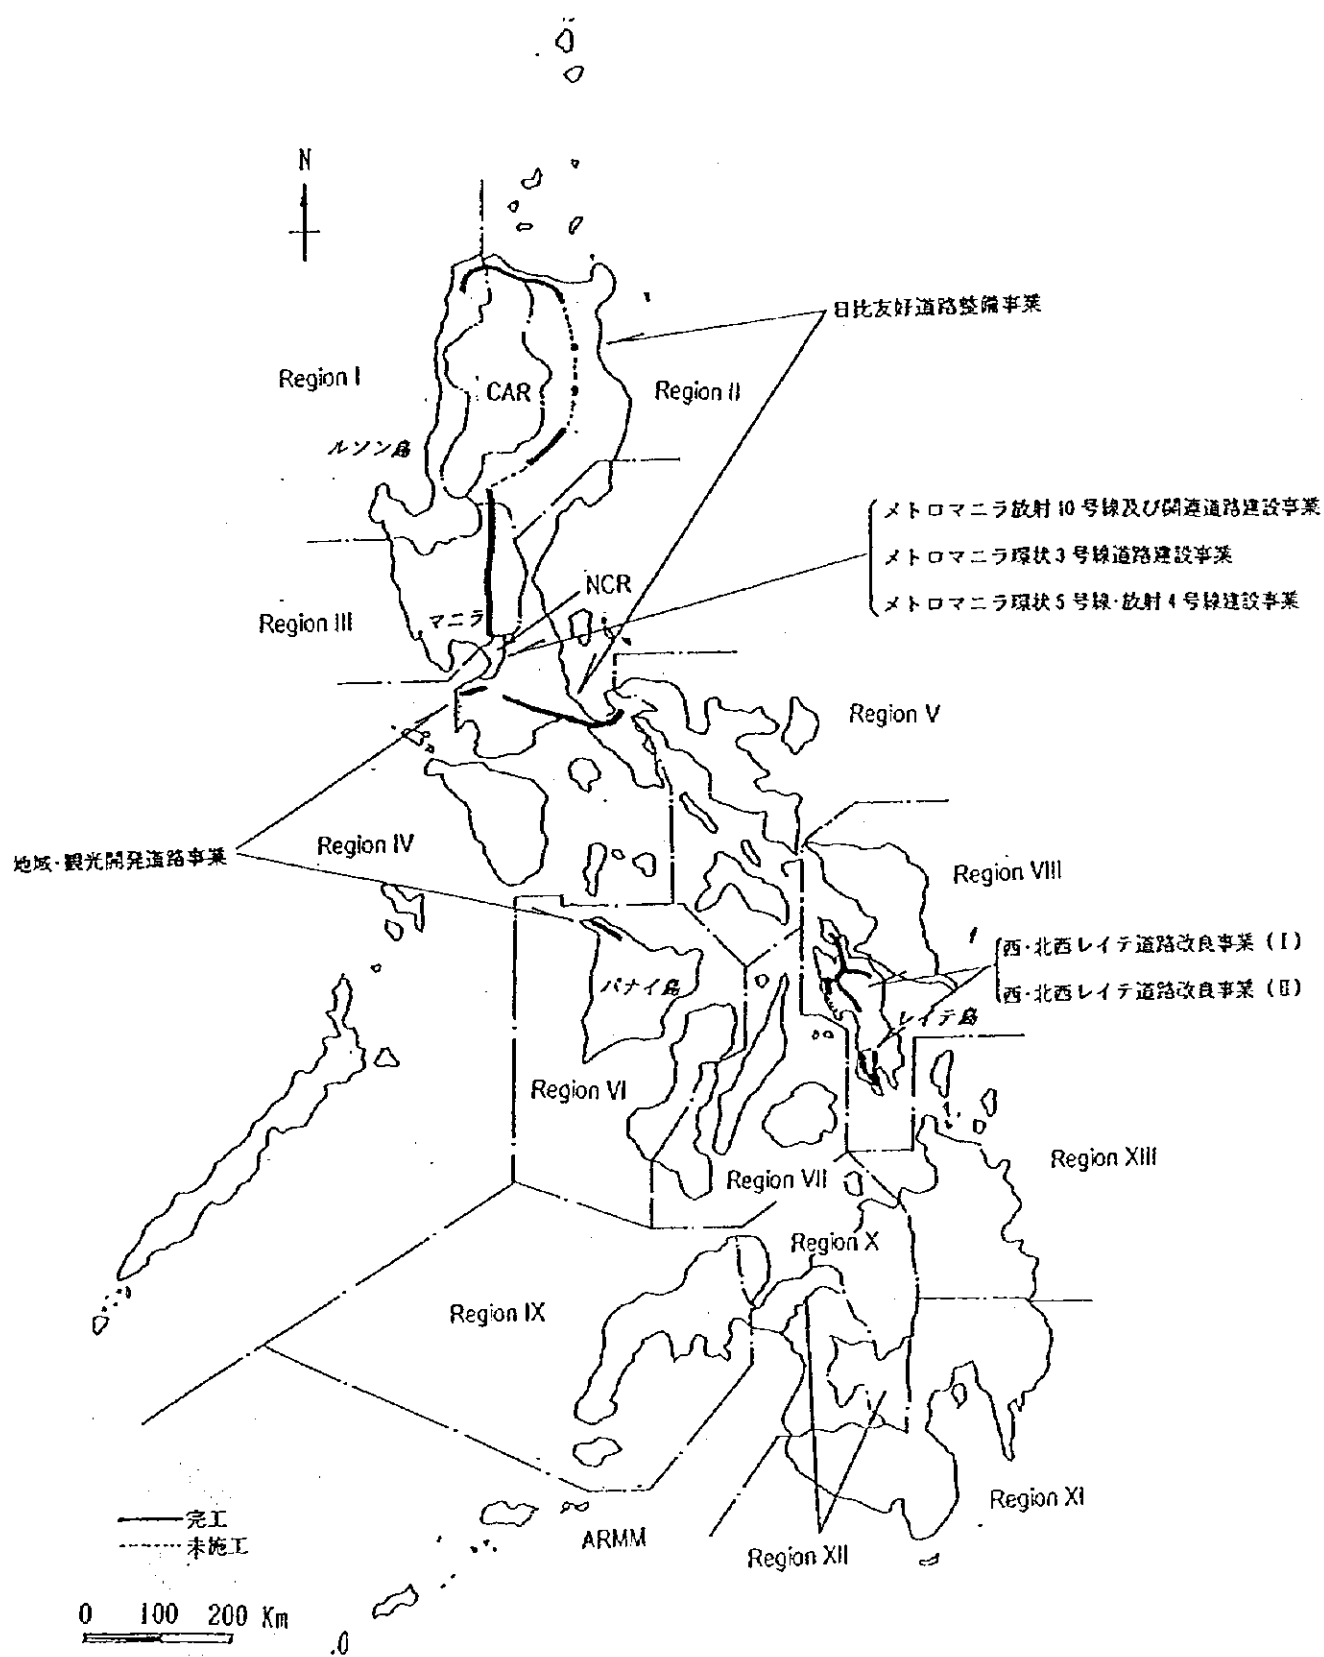 N
日比友好道路整備事業
Region I
CAR
Region II
ルソン島
メトロマニラ放射10号線及び関連道路建設事業
メトロマニラ環状3号線道路建設事業
メトロマニラ環状5号線・放射4号線建設事業
NCR
Region III
マニラ
Region V
Region IV
地域・観光開発道路事業
Region VIII
西・北西レイテ道路改良事業(I)
西・北西レイテ道路改良事業(II)
パナイ島
レイテ島
Region VI
Region XIII
Region VII
Region X
Region IX
Region XI
完工
未施工
ARMM
Region XII
0 100 200 Km